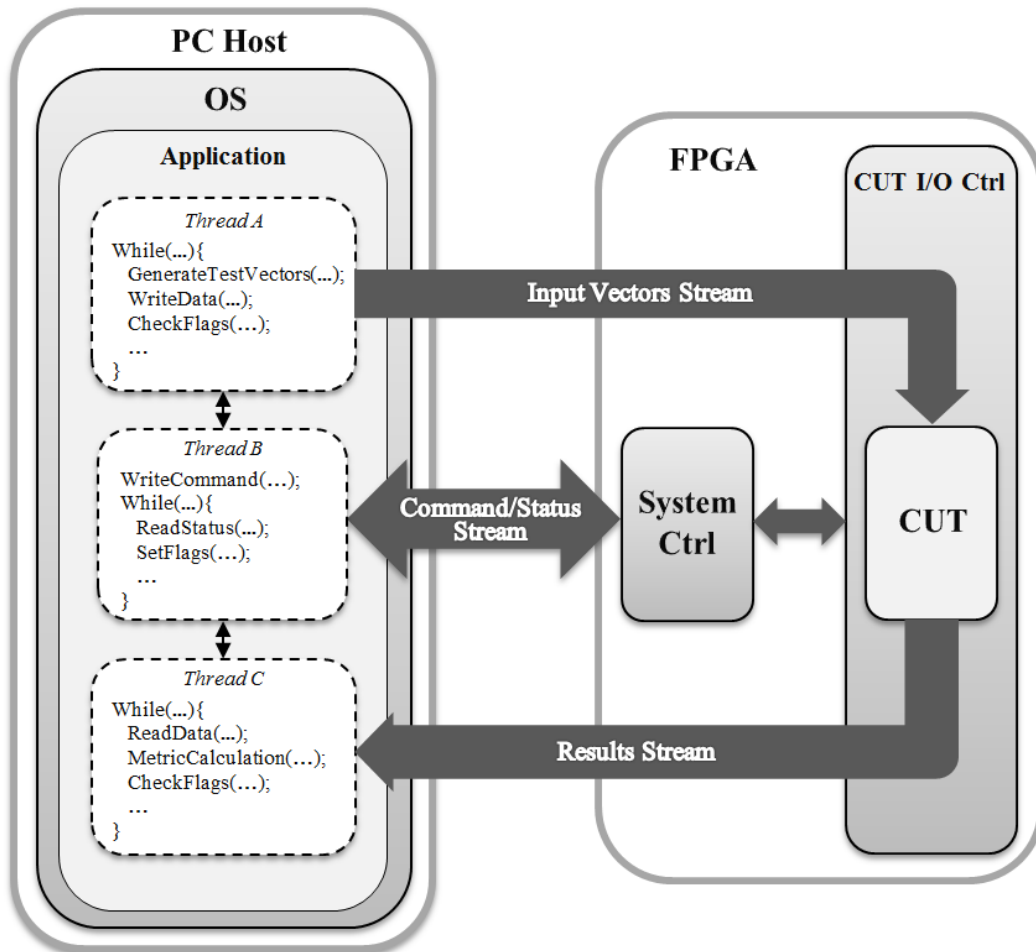 PC Host
OS
Application
Thread A
While(...){
GenerateTestVectors(...);
WriteData(...);
CheckFlags(...);
...
}
Thread B
WriteCommand(...);
While(...){
ReadStatus(...);
SetFlags(...);
...
}
Thread C
While(...){
ReadData(...);
MetricCalculation(...);
CheckFlags(...);
...
}
Input Vectors Stream
Command/Status
Stream
Results Stream
FPGA
System
Ctrl
CUT I/O Ctrl
CUT